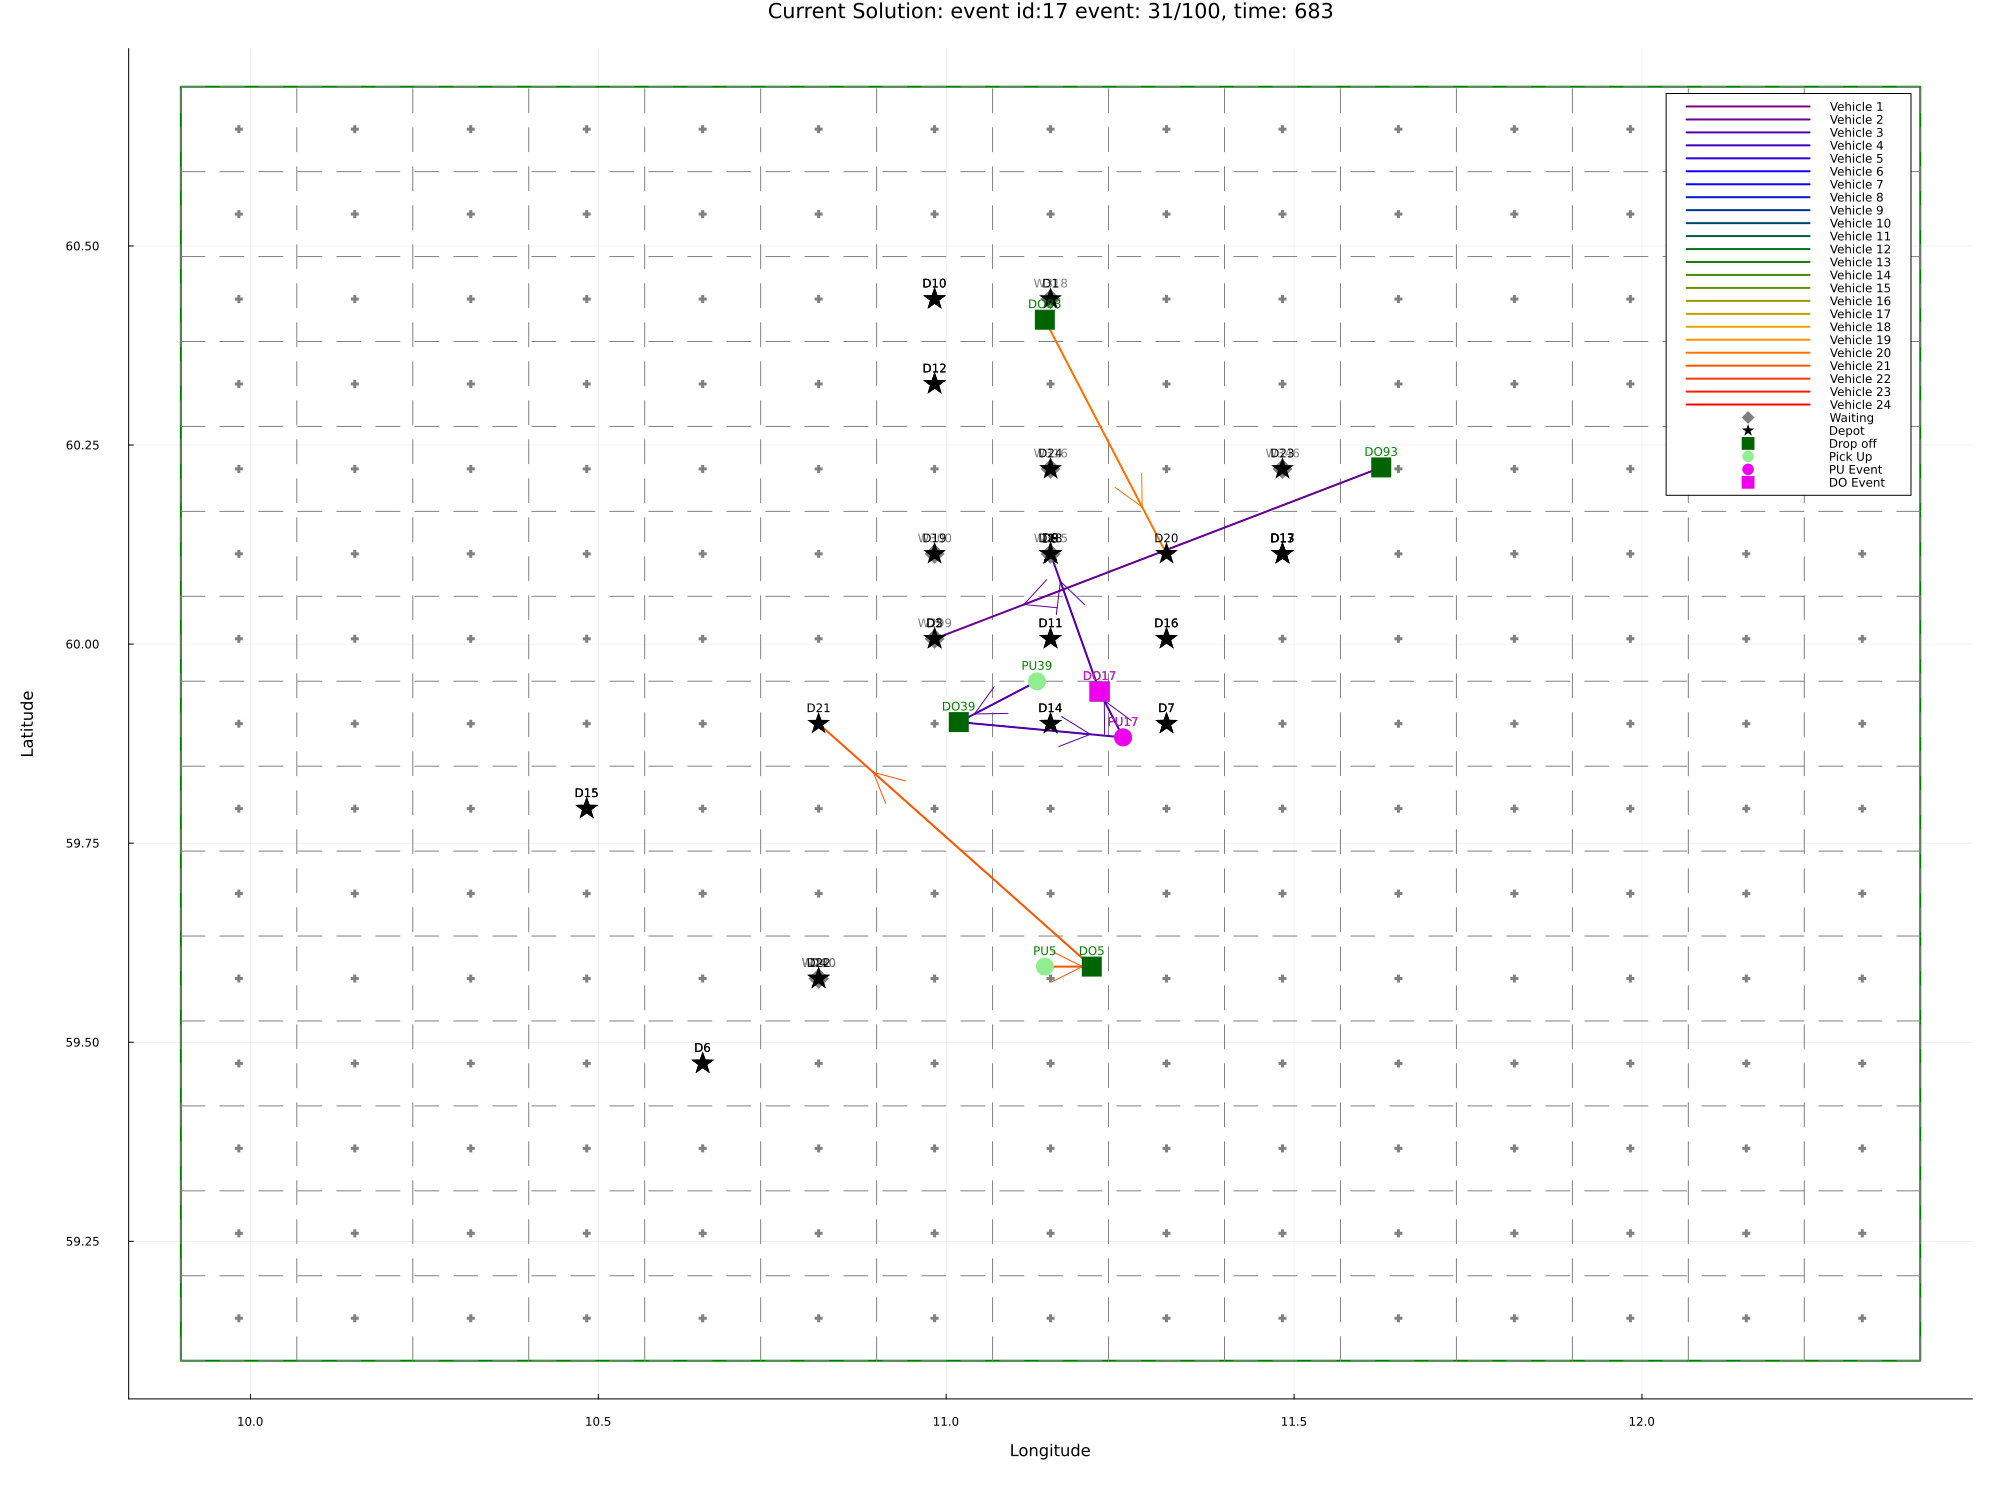 Current Solution: event id:17 event: 31/100, time: 683
Vehicle 1
Vehicle 2
Vehicle 3
Vehicle 4
Vehicle 5
Vehicle 6
Vehicle 7
Vehicle 8
Vehicle 9
Vehicle 10
Vehicle 11
Vehicle 12
Vehicle 13
Vehicle 14
Vehicle 15
Vehicle 16
Vehicle 17
Vehicle 18
Vehicle 19
Vehicle 20
Vehicle 21
Vehicle 22
Vehicle 23
Vehicle 24
Waiting
Depot
Drop off
Pick Up
PU Event
DO Event
60.50
60.25
60.00
59.75
59.50
59.25
Latitude
D10
D1
D12
D24
D23
DO93
D19
D20
D11
D16
PU39
DO17
DO39
D21
D14
D7
PU17
D15
PU5
DO5
D22
D6
10.0
10.5
11.0
11.5
12.0
Longitude